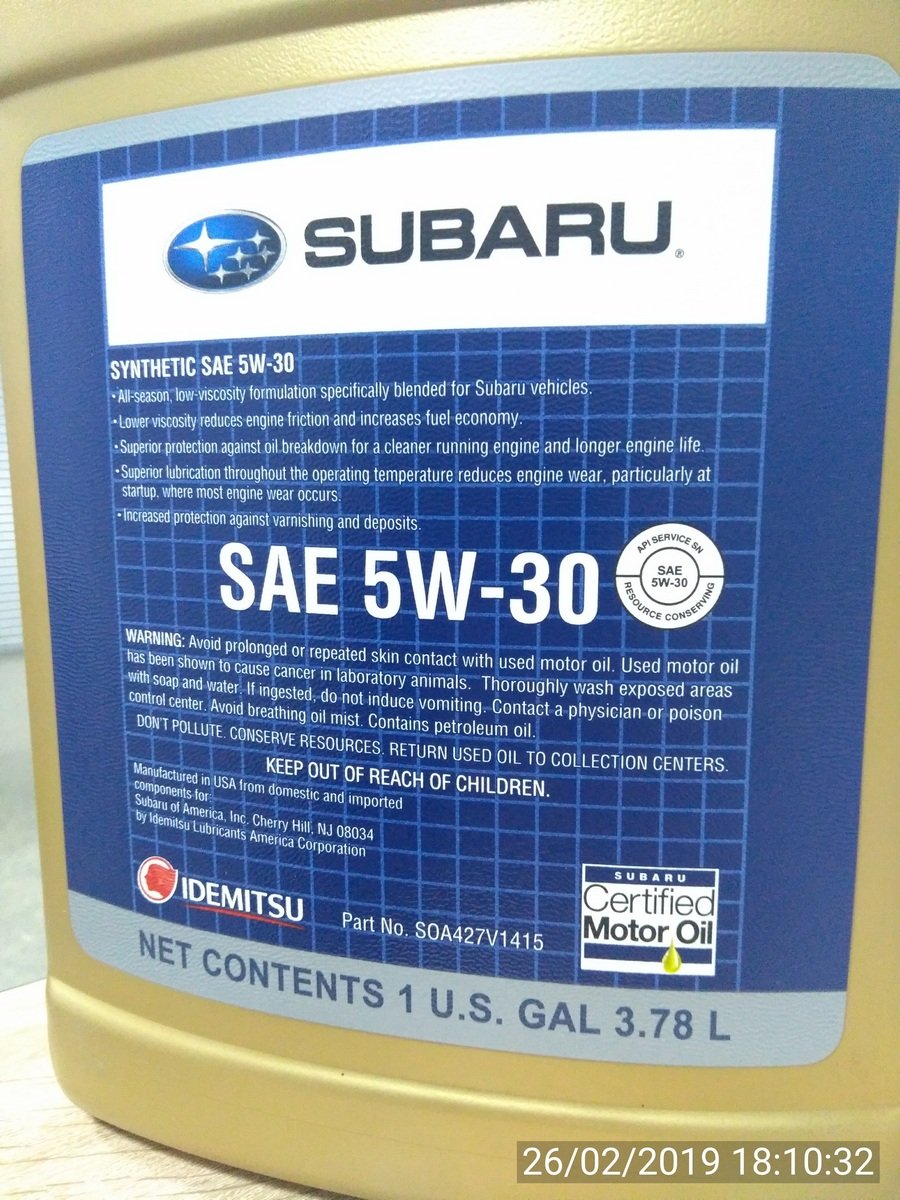 SUBARU®
SYNTHETIC SAE 5W-30
• All-season, low-viscosity formulation specifically blended for Subaru vehicles.
• Lower viscosity reduces engine friction and increases fuel economy.
• Superior protection against oil breakdown for a cleaner running engine and longer engine life.
• Superior lubrication throughout the operating temperature reduces engine wear, particularly at
startup, where most engine wear occurs.
• Increased protection against varnishing and deposits.
SAE 5W-30
API SERVICE SN
SAE
5W-30
RESOURCE CONSERVING
WARNING: Avoid prolonged or repeated skin contact with used motor oil. Used motor oil
has been shown to cause cancer in laboratory animals. Thoroughly wash exposed areas
with soap and water. If ingested, do not induce vomiting. Contact a physician or poison
control center. Avoid breathing oil mist. Contains petroleum oil.
DON'T POLLUTE. CONSERVE RESOURCES. RETURN USED OIL TO COLLECTION CENTERS.
KEEP OUT OF REACH OF CHILDREN.
Manufactured in USA from domestic and imported
components for:
Subaru of America, Inc. Cherry Hill, NJ 08034
by Idemitsu Lubricants America Corporation
IDEMITSU
Part No. SOA427V1415
SUBARU
Certified
Motor Oil
NET CONTENTS 1 U.S. GAL 3.78 L
26/02/2019 18:10:32